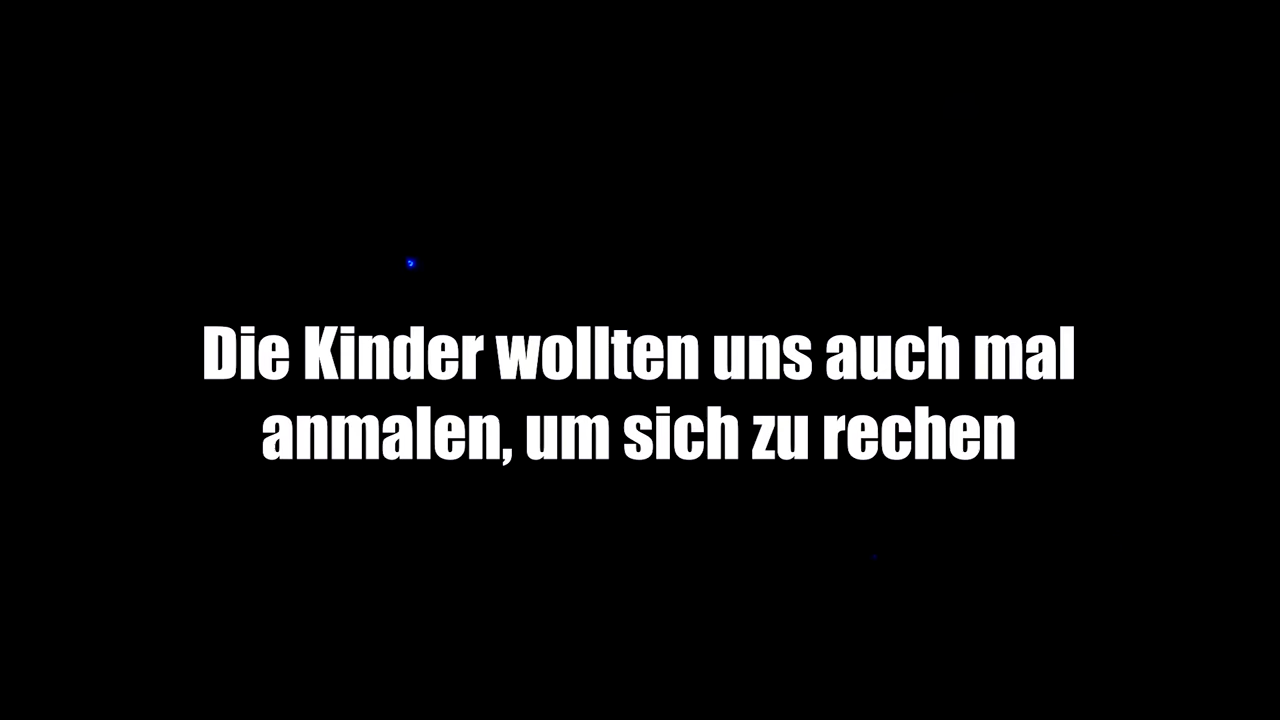 Die Kinder wollten uns auch mal
anmalen, um sich zu rechen